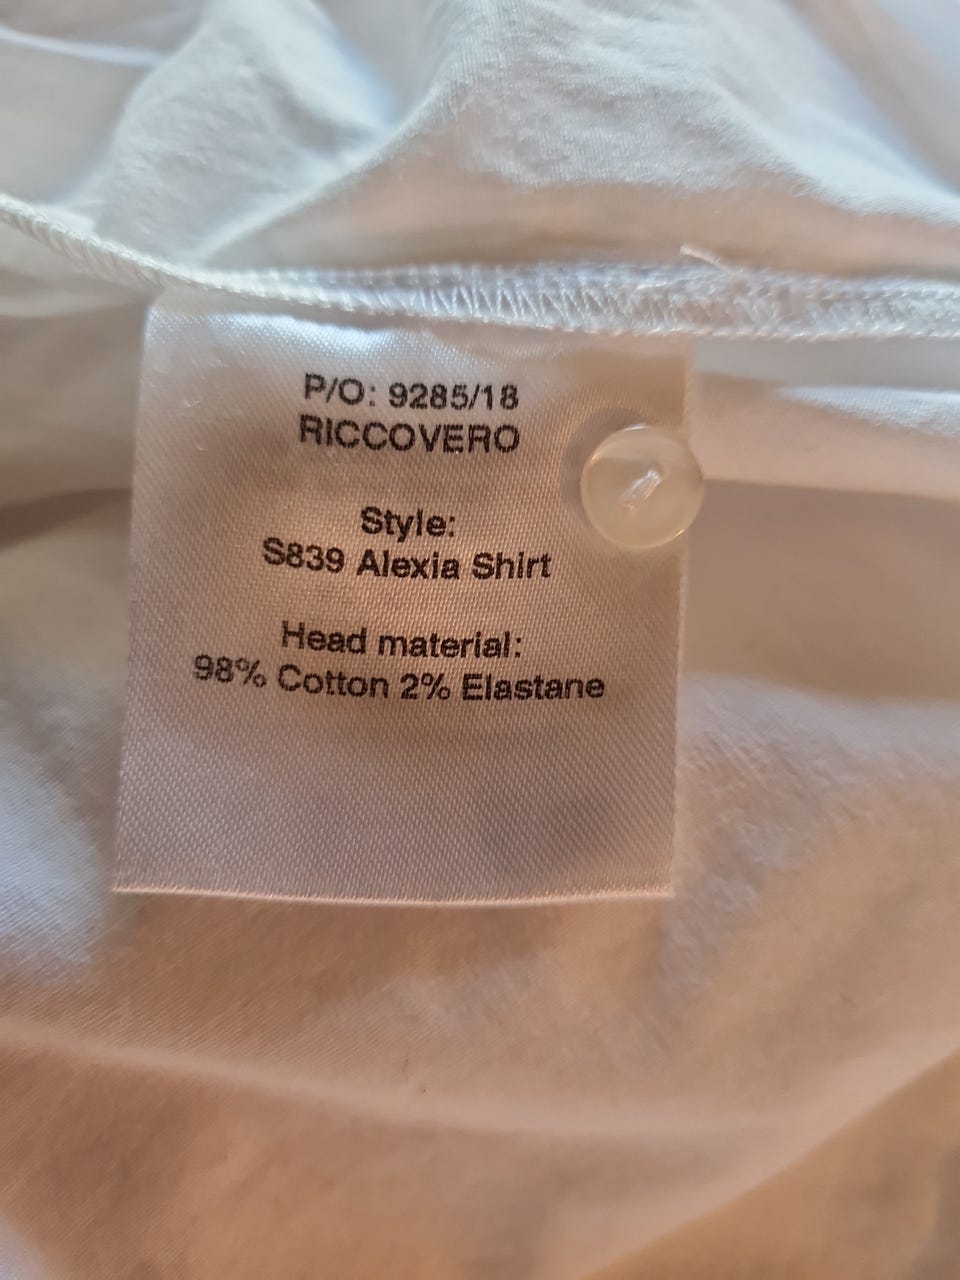 P/O: 9285/18
RICCOVERO
Style:
S839 Alexia Shirt
Head material:
98% Cotton 2% Elastane